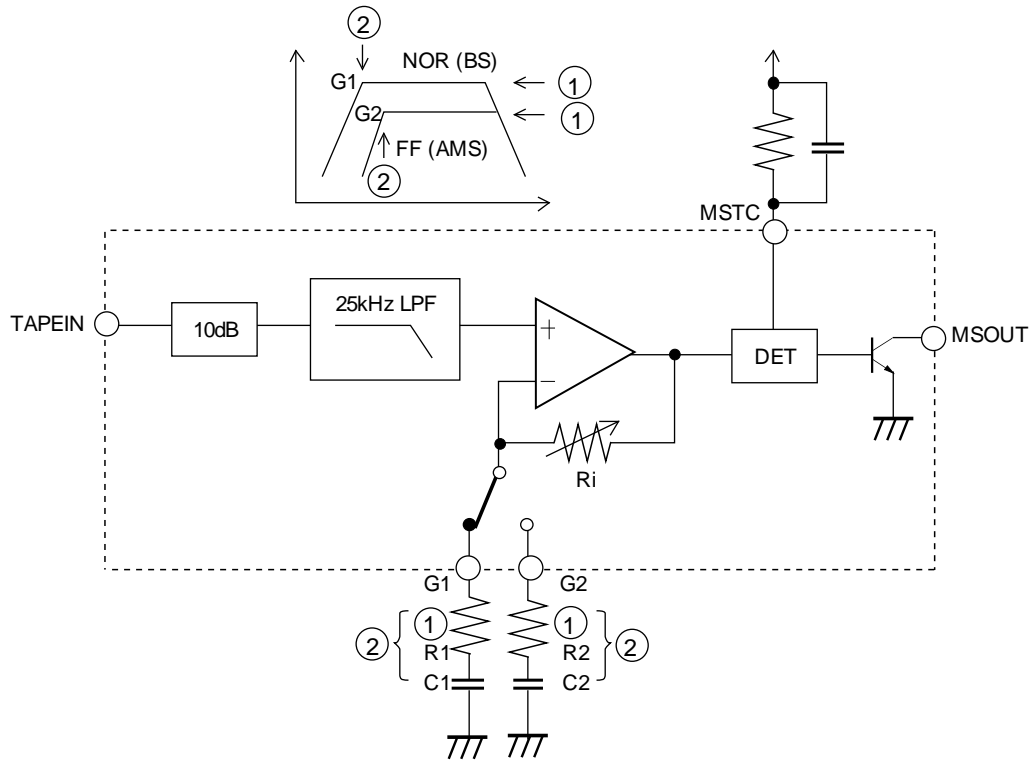 ②
NOR (BS)
G1
①
G2
①
FF (AMS)
②
MSTC
TAPEIN
10dB
25kHz LPF
+
−
DET
MSOUT
Ri
G1
G2
② ① ① ②
R1
R2
C1
C2